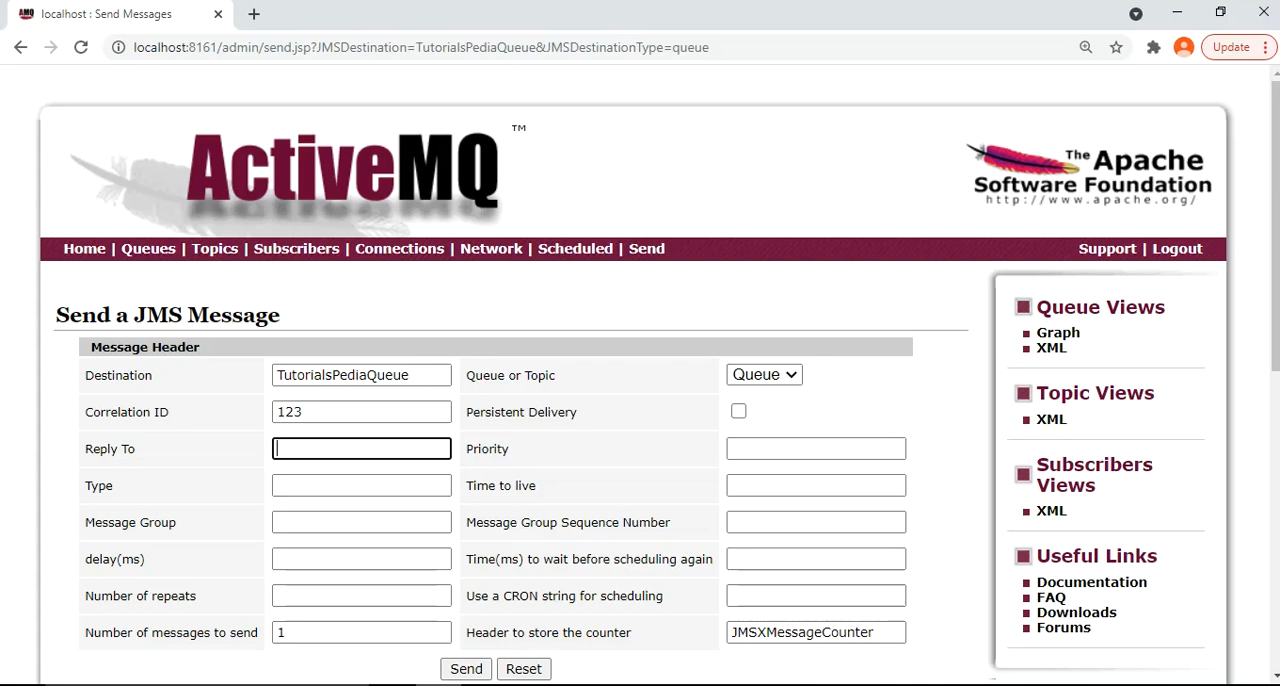 localhost : Send Messages
localhost:8161/admin/send.jsp?JMSDestination=TutorialsPediaQueue&JMSDestinationType=queue
Update
ActiveMQ ™
The Apache
Software Foundation
http://www.apache.org/
Home | Queues | Topics | Subscribers | Connections | Network | Scheduled | Send
Support | Logout
Send a JMS Message
Message Header
Destination TutorialsPediaQueue Queue or Topic Queue
Correlation ID 123 Persistent Delivery
Reply To Priority
Type Time to live
Message Group Message Group Sequence Number
delay(ms) Time(ms) to wait before scheduling again
Number of repeats Use a CRON string for scheduling
Number of messages to send 1 Header to store the counter JMSXMessageCounter
Send Reset
Queue Views
Graph
XML
Topic Views
XML
Subscribers
Views
XML
Useful Links
Documentation
FAQ
Downloads
Forums